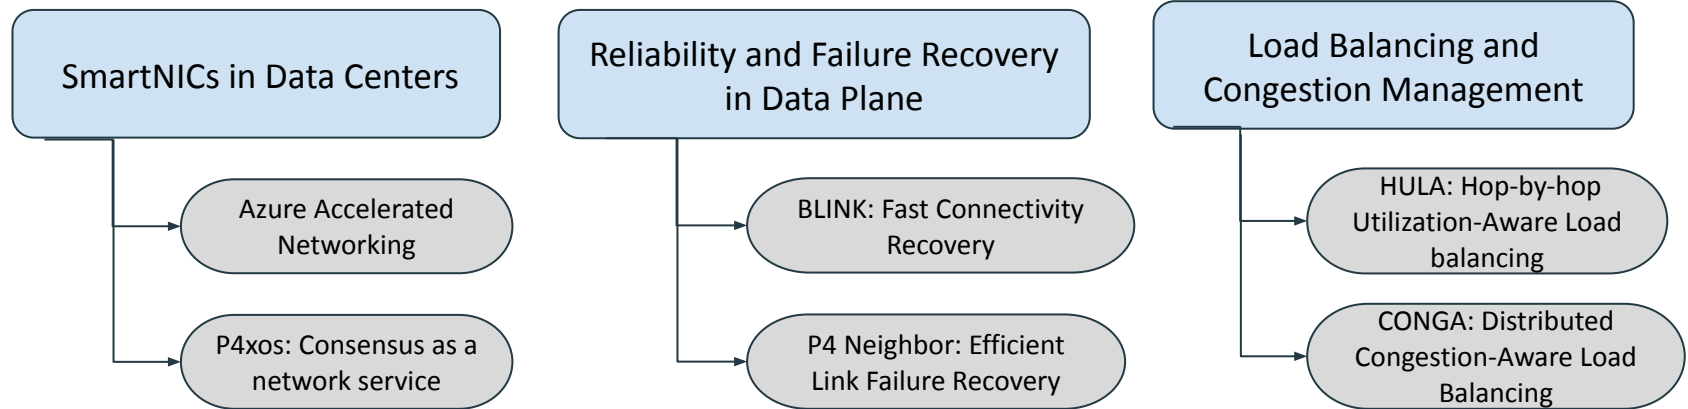 SmartNICs in Data Centers
Azure Accelerated
Networking
P4xos: Consensus as a
network service
Reliability and Failure Recovery
in Data Plane
BLINK: Fast Connectivity
Recovery
P4 Neighbor: Efficient
Link Failure Recovery
Load Balancing and
Congestion Management
HULA: Hop-by-hop
Utilization-Aware Load
balancing
CONGA: Distributed
Congestion-Aware Load
Balancing